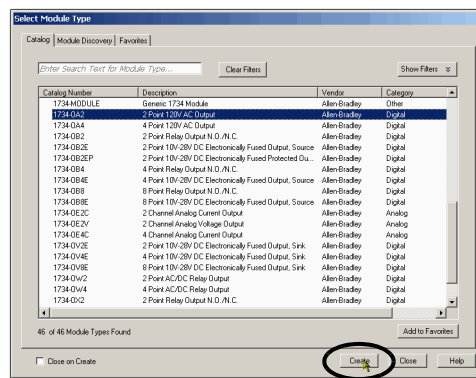 Select Module Type
Catalog Module Discovery Favorites
Enter Search Text for Module Type... Clear Filters Show Filters
Catalog Number Description Vendor Category
1734-MODULE Generic 1734 Module Allen-Bradley Other
1734-OA2 2 Point 120V AC Output Allen-Bradley Digital
1734-OA4 4 Point 120V AC Output Allen-Bradley Digital
1734-OB2 2 Point Relay Output N.O./N.C. Allen-Bradley Digital
1734-OB2E 2 Point 10V-28V DC Electronically Fused Output, Source Allen-Bradley Digital
1734-OB2EP 2 Point 10V-28V DC Electronically Fused Protected Ou... Allen-Bradley Digital
1734-OB4 4 Point Relay Output N.O./N.C. Allen-Bradley Digital
1734-OB4E 4 Point 10V-28V DC Electronically Fused Output, Source Allen-Bradley Digital
1734-OB8 8 Point Relay Output N.O./N.C. Allen-Bradley Digital
1734-OB8E 8 Point 10V-28V DC Electronically Fused Output, Source Allen-Bradley Digital
1734-OE2C 2 Channel Analog Current Output Allen-Bradley Analog
1734-OE2V 2 Channel Analog Voltage Output Allen-Bradley Analog
1734-OE4C 4 Channel Analog Current Output Allen-Bradley Analog
1734-OV2E 2 Point 10V-28V DC Electronically Fused Output, Sink Allen-Bradley Digital
1734-OV4E 4 Point 10V-28V DC Electronically Fused Output, Sink Allen-Bradley Digital
1734-OV8E 8 Point 10V-28V DC Electronically Fused Output, Sink Allen-Bradley Digital
1734-OW2 2 Point AC/DC Relay Output Allen-Bradley Digital
1734-OW4 4 Point AC/DC Relay Output Allen-Bradley Digital
1734-OX2 2 Point Relay Output N.O./N.C. Allen-Bradley Digital
46 of 46 Module Types Found Add to Favorites
Close on Create Create Close Help